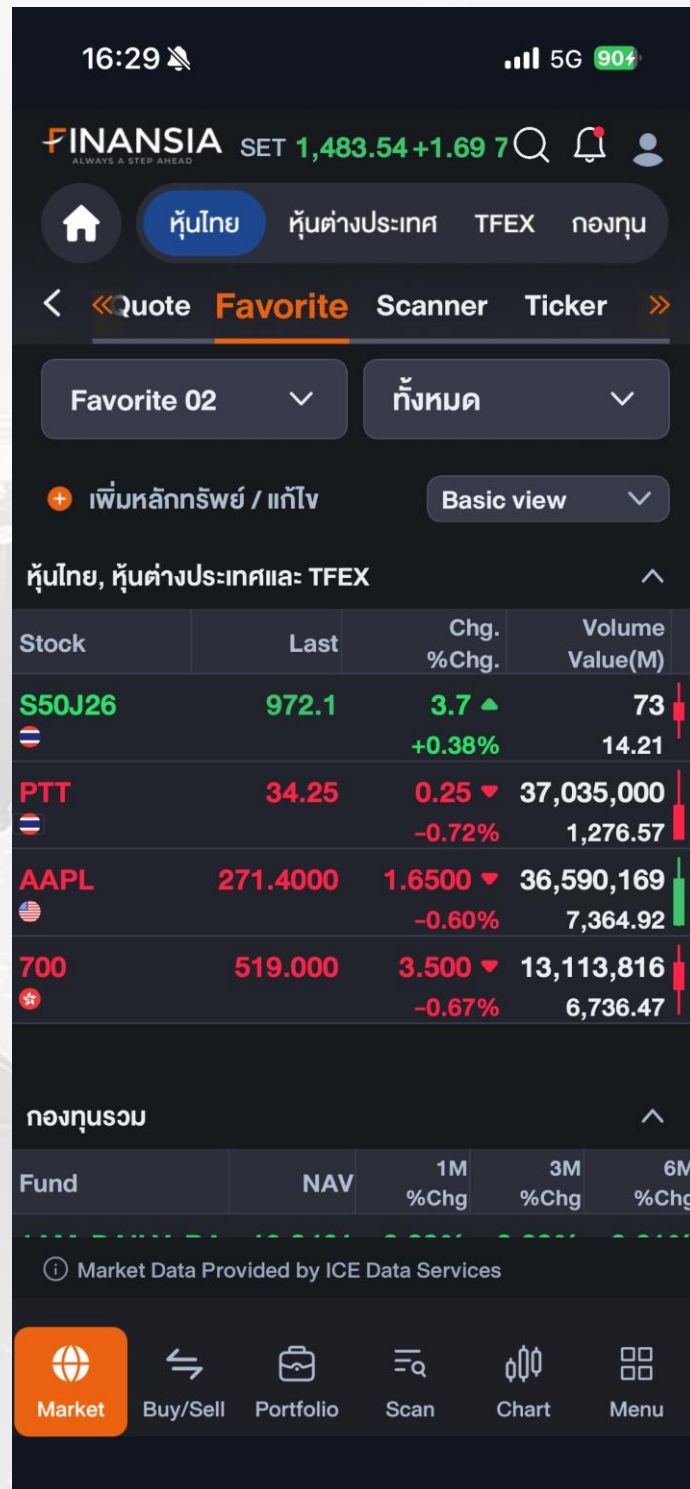 16:29 5G 90
FINANSIA SET 1,483.54 +1.69 7
ALWAYS A STEP AHEAD
หุ้นไทย หุ้นต่างประเทศ TFEX กองทุน
Quote Favorite Scanner Ticker
Favorite 02 ทั้งหมด
เพิ่มหลักทรัพย์ / แก้ไข Basic view
หุ้นไทย, หุ้นต่างประเทศและ TFEX
Stock Last Chg. Volume
%Chg. Value(M)
S50J26 972.1 3.7 73
+0.38% 14.21
PTT 34.25 0.25 37,035,000
-0.72% 1,276.57
AAPL 271.4000 1.6500 36,590,169
-0.60% 7,364.92
700 519.000 3.500 13,113,816
-0.67% 6,736.47
กองทุนรวม
Fund NAV 1M 3M 6M
%Chg %Chg %Chg
Market Data Provided by ICE Data Services
Market Buy/Sell Portfolio Scan Chart Menu